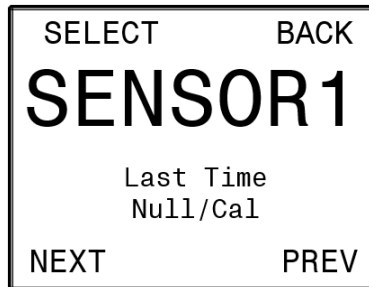 SELECT BACK
SENSOR1
Last Time
Null/Cal
NEXT PREV